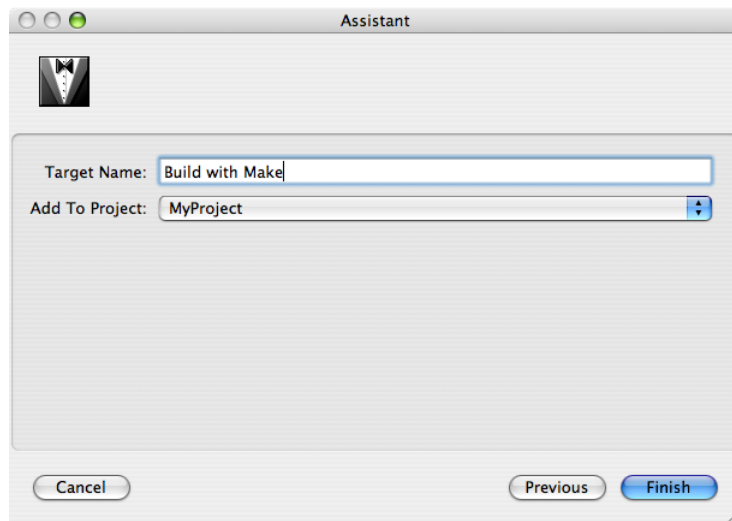 Assistant
Target Name: Build with Make
Add To Project: MyProject
Cancel Previous Finish